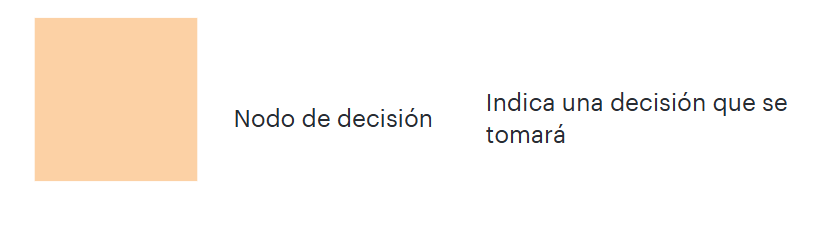 Nodo de decisión
Indica una decisión que se
tomará